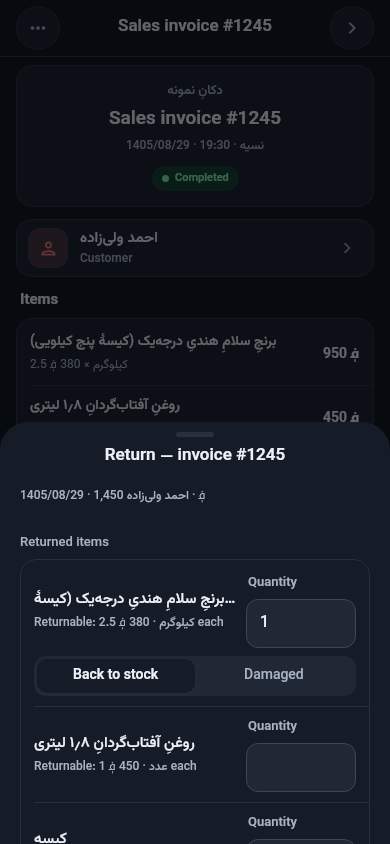 Sales invoice #1245
دکانِ نمونه
Sales invoice #1245
1405/08/29 · 19:30 · نسیه
Completed
احمد ولی‌زاده
Customer
Items
برنجِ سلامِ هندیِ درجه‌یک (کیسهٔ پنج کیلویی)
950 ؋
2.5 کیلوگرم × 380 ؋
روغنِ آفتاب‌گردانِ ۱٫۸ لیتری
450 ؋
Return — invoice #1245
1405/08/29 · احمد ولی‌زاده · 1,450 ؋
Returned items
Quantity
برنجِ سلامِ هندیِ درجه‌یک (کیسهٔ…
1
Returnable: 2.5 کیلوگرم · 380 ؋ each
Back to stock
Damaged
Quantity
روغنِ آفتاب‌گردانِ ۱٫۸ لیتری
Returnable: 1 عدد · 450 ؋ each
Quantity
کیسه